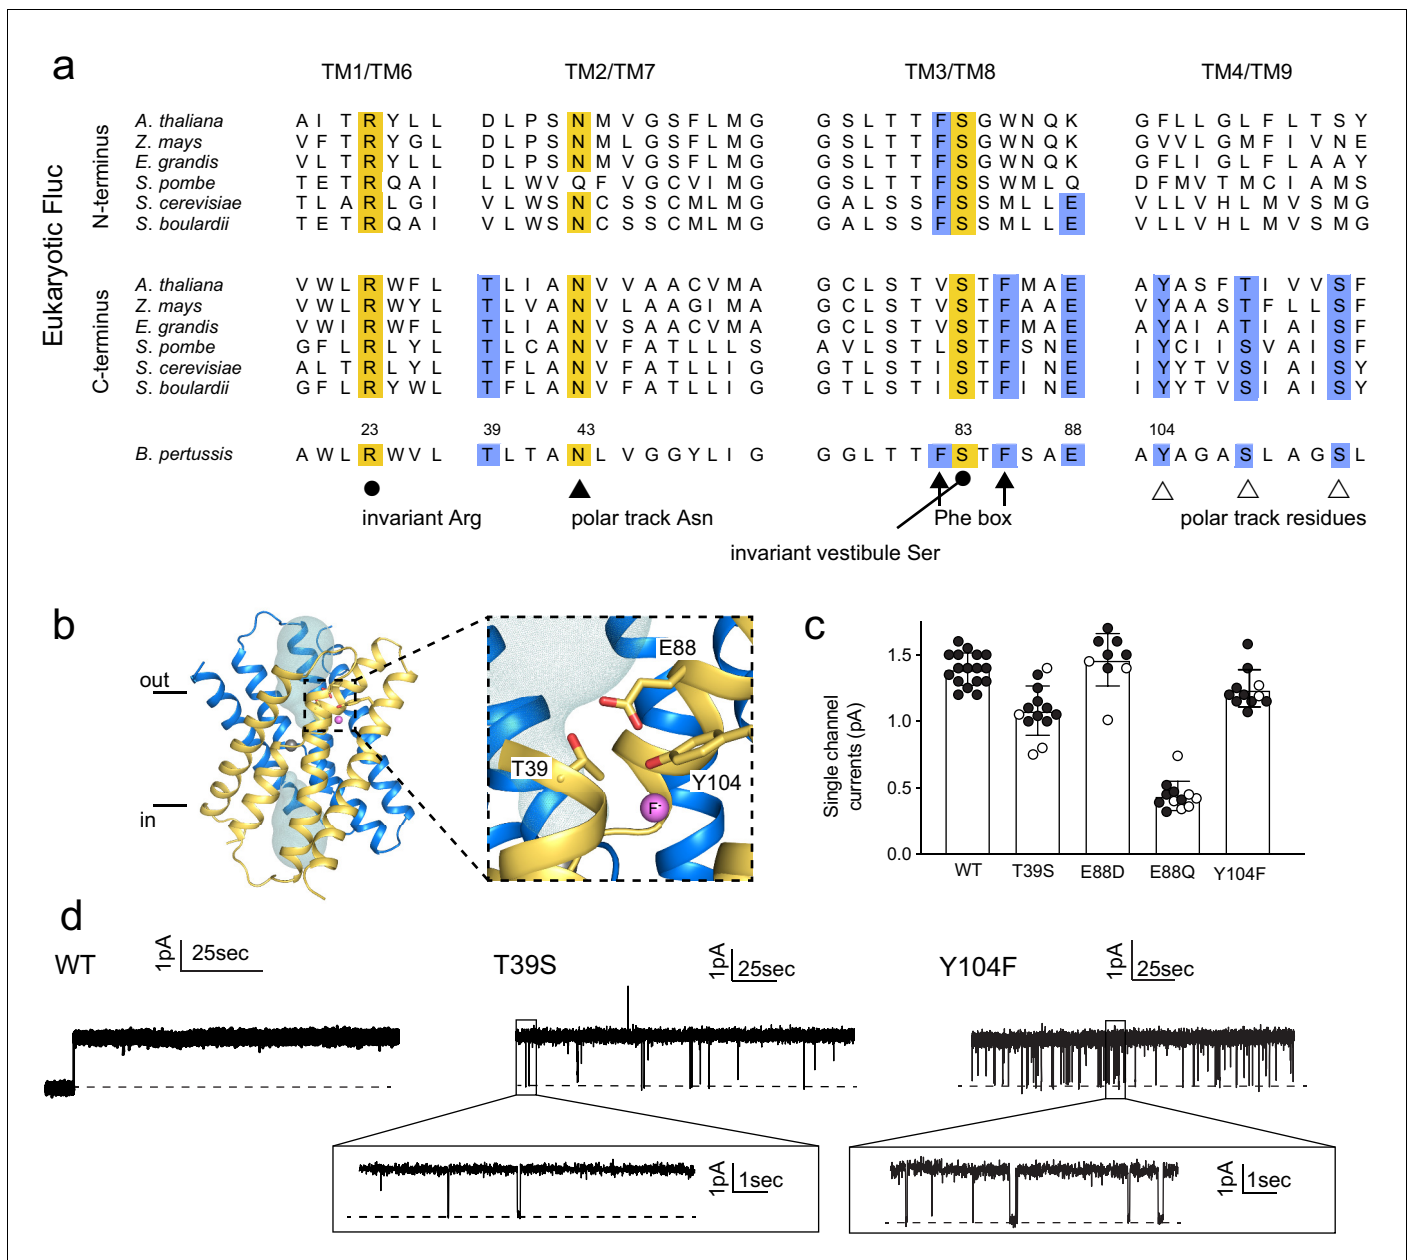 a
TM1/TM6 TM2/TM7 TM3/TM8 TM4/TM9
Eukaryotic Fluc
N-terminus
A. thaliana A I T R Y L L D L P S N M V G S F L M G G S L T T F S G W N Q K G F L L G L F L T S Y
Z. mays V F T R Y G L D L P S N M L G S F L M G G S L T T F S G W N Q K G V V L G M F I V N E
E. grandis V L T R Y L L D L P S N M V G S F L M G G S L T T F S G W N Q K G F L I G L F L A A Y
S. pombe T E T R Q A I L L W V Q F V G C V I M G G S L T T F S S W M L Q D F M V T M C I A M S
S. cerevisiae T L A R L G I V L W S N C S S C M L M G G A L S S F S S M L L E V L L V H L M V S M G
S. boulardii T E T R Q A I V L W S N C S S C M L M G G A L S S F S S M L L E V L L V H L M V S M G
C-terminus
A. thaliana V W L R W F L T L I A N V V A A C V M A G C L S T V S T F M A E A Y A S F T I V V S F
Z. mays V W L R W Y L T L V A N V L A A G I M A G C L S T V S T F A A E V Y A A S T F L L S F
E. grandis V W I R W F L T L I A N V S A A C V M A G C L S T V S T F M A E A Y A I A T I A I S F
S. pombe G F L R L Y L T L C A N V F A T L L L S A V L S T L S T F S N E I Y C I I S V A I S F
S. cerevisiae A L T R L Y L T F L A N V F A T L L I G G T L S T I S T F I N E I Y Y T V S I A I S Y
S. boulardii G F L R Y W L T F L A N V F A T L L I G G T L S T I S T F I N E I Y Y T V S I A I S Y
23 39 43 83 88 104
B. pertussis A W L R W V L T L T A N L V G G Y L I G G G L T T F S T F S A E A Y A G A S L A G S L
invariant Arg polar track Asn Phe box polar track residues
invariant vestibule Ser
b
out
in
E88
T39
Y104
F-
c
Single channel
currents (pA)
1.5
1.0
0.5
0.0
WT T39S E88D E88Q Y104F
d
WT 1pA 25sec
T39S 1pA 25sec
Y104F 1pA 25sec
1pA 1sec
1pA 1sec